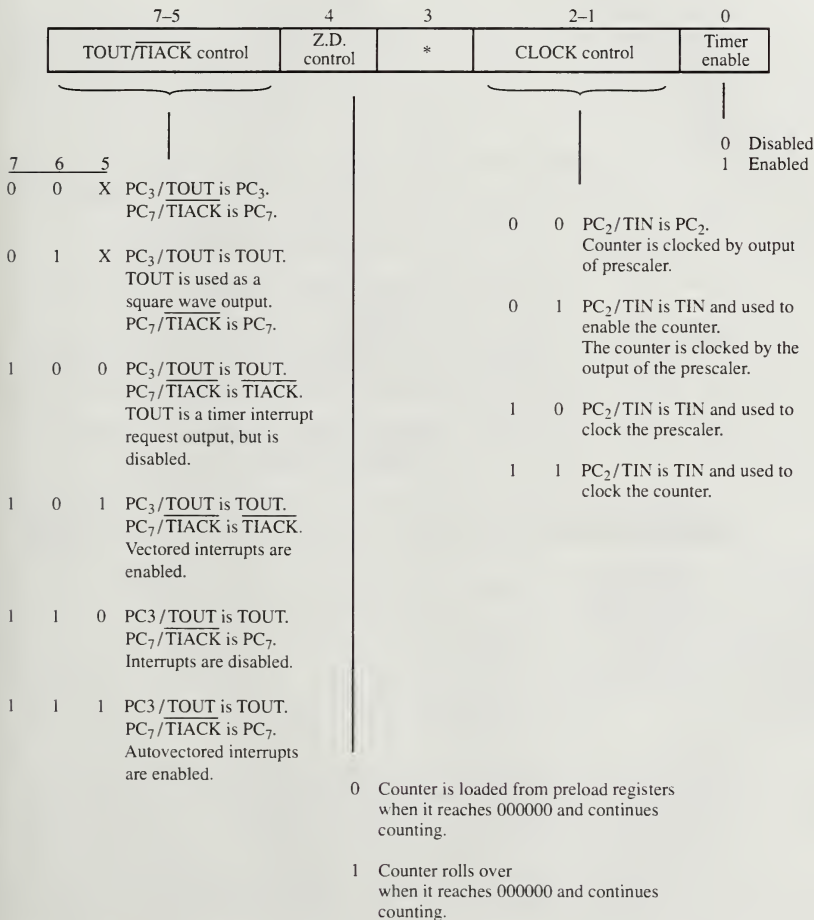 7–5 4 3 2–1 0
TOUT/TIACK control Z.D. control * CLOCK control Timer enable
0 Disabled
1 Enabled
7 6 5
0 0 X PC3/TOUT is PC3.
PC7/TIACK is PC7.
0 1 X PC3/TOUT is TOUT.
TOUT is used as a
square wave output.
PC7/TIACK is PC7.
1 0 0 PC3/TOUT is TOUT.
PC7/TIACK is TIACK.
TOUT is a timer interrupt
request output, but is
disabled.
1 0 1 PC3/TOUT is TOUT.
PC7/TIACK is TIACK.
Vectored interrupts are
enabled.
1 1 0 PC3/TOUT is TOUT.
PC7/TIACK is PC7.
Interrupts are disabled.
1 1 1 PC3/TOUT is TOUT.
PC7/TIACK is PC7.
Autovectored interrupts
are enabled.
0 0 PC2/TIN is PC2.
Counter is clocked by output
of prescaler.
0 1 PC2/TIN is TIN and used to
enable the counter.
The counter is clocked by the
output of the prescaler.
1 0 PC2/TIN is TIN and used to
clock the prescaler.
1 1 PC2/TIN is TIN and used to
clock the counter.
0 Counter is loaded from preload registers
when it reaches 000000 and continues
counting.
1 Counter rolls over
when it reaches 000000 and continues
counting.